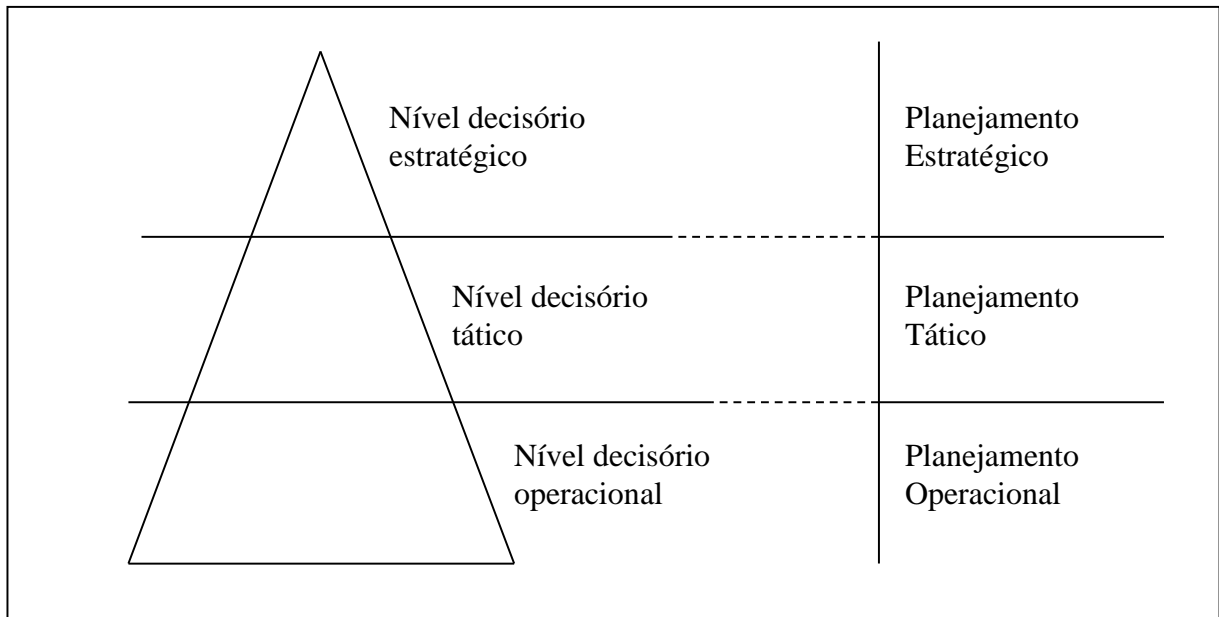 Nível decisório
estratégico
Planejamento
Estratégico
Nível decisório
tático
Planejamento
Tático
Nível decisório
operacional
Planejamento
Operacional